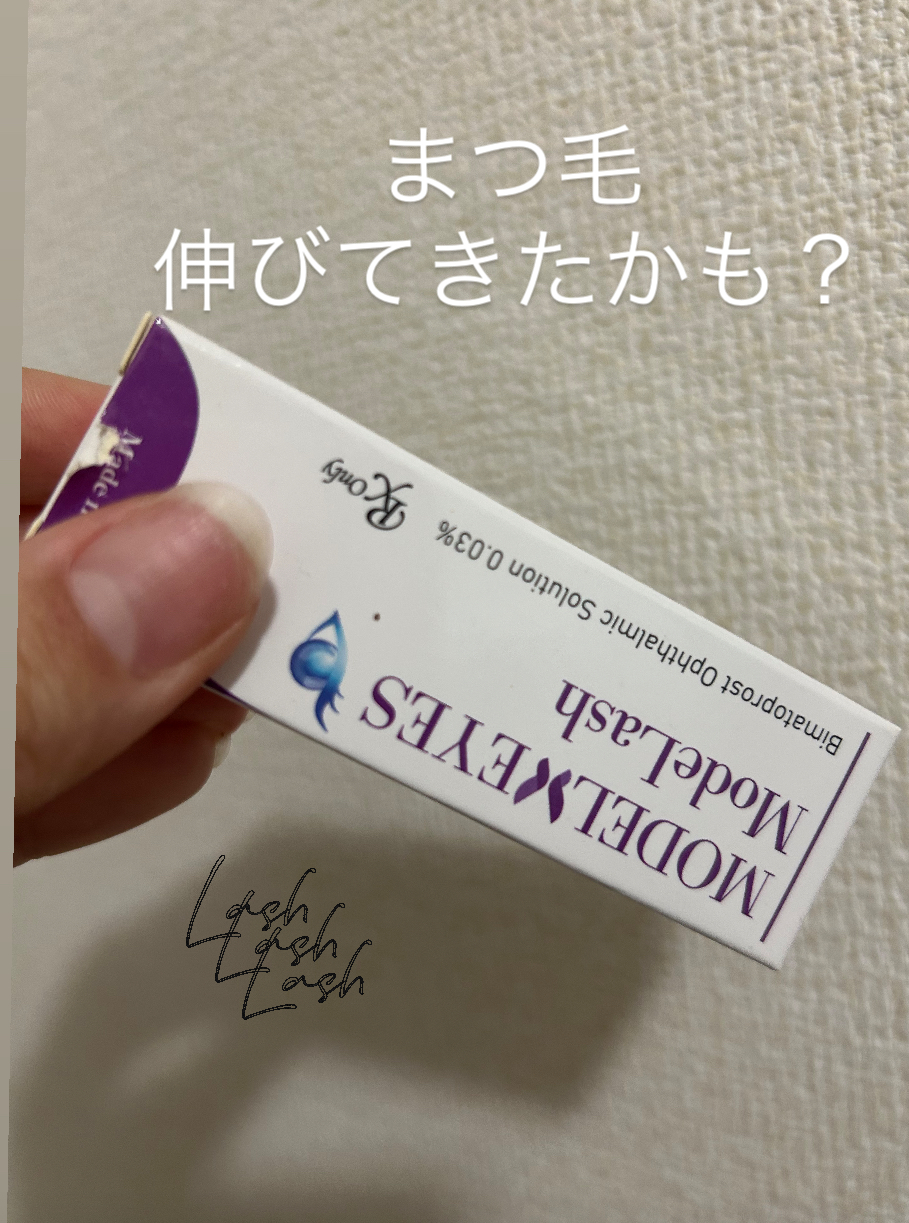 まつ毛
伸びてきたかも？
MODEL EYES
ModeLash
Bimatoprost Ophthalmic Solution 0.03%
Rx Only
Made
Lash
Lash
Lash